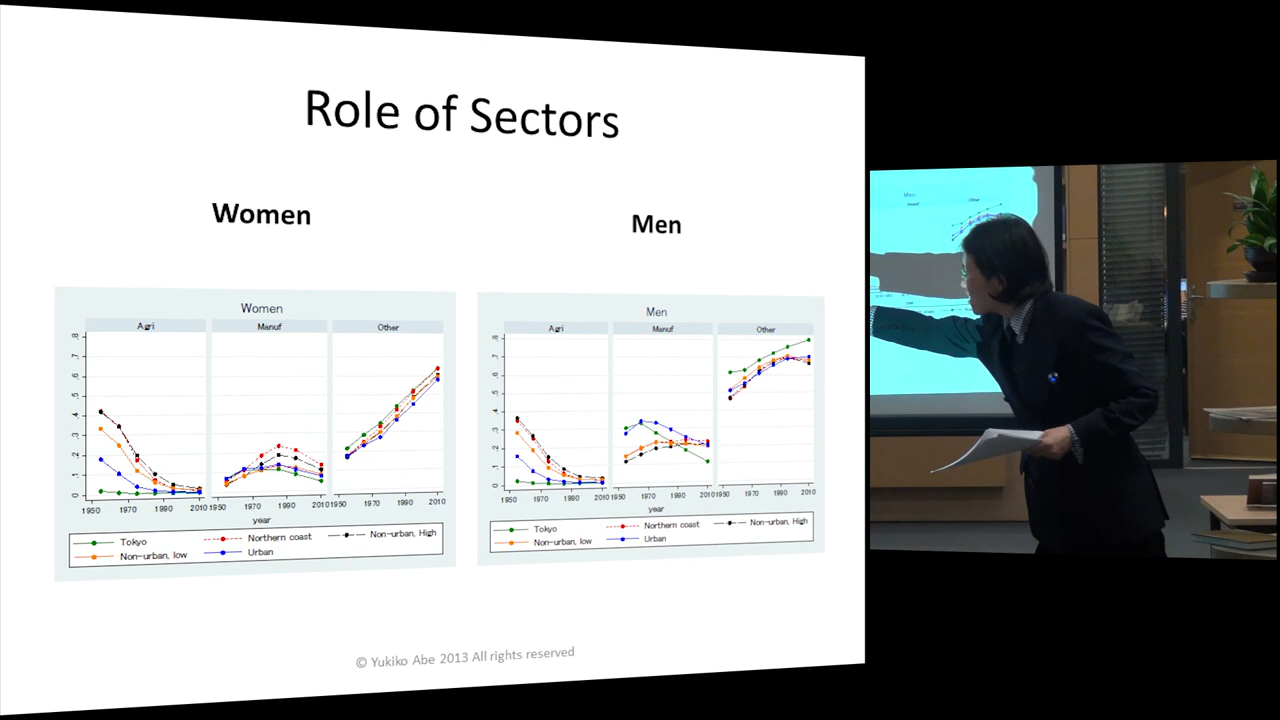 Role of Sectors
Women
Men
Women
Agri
Manuf
Other
.8
.7
.6
.5
.4
.3
.2
.1
0
1950 1970 1990 2010
1950 1970 1990 2010
1950 1970 1990 2010
year
Tokyo
Northern coast
Non-urban, High
Non-urban, low
Urban
Men
Agri
Manuf
Other
.8
.7
.6
.5
.4
.3
.2
.1
0
1950 1970 1990 2010
1950 1970 1990 2010
1950 1970 1990 2010
year
Tokyo
Northern coast
Non-urban, High
Non-urban, low
Urban
© Yukiko Abe 2013 All rights reserved
Men
Manuf
Other